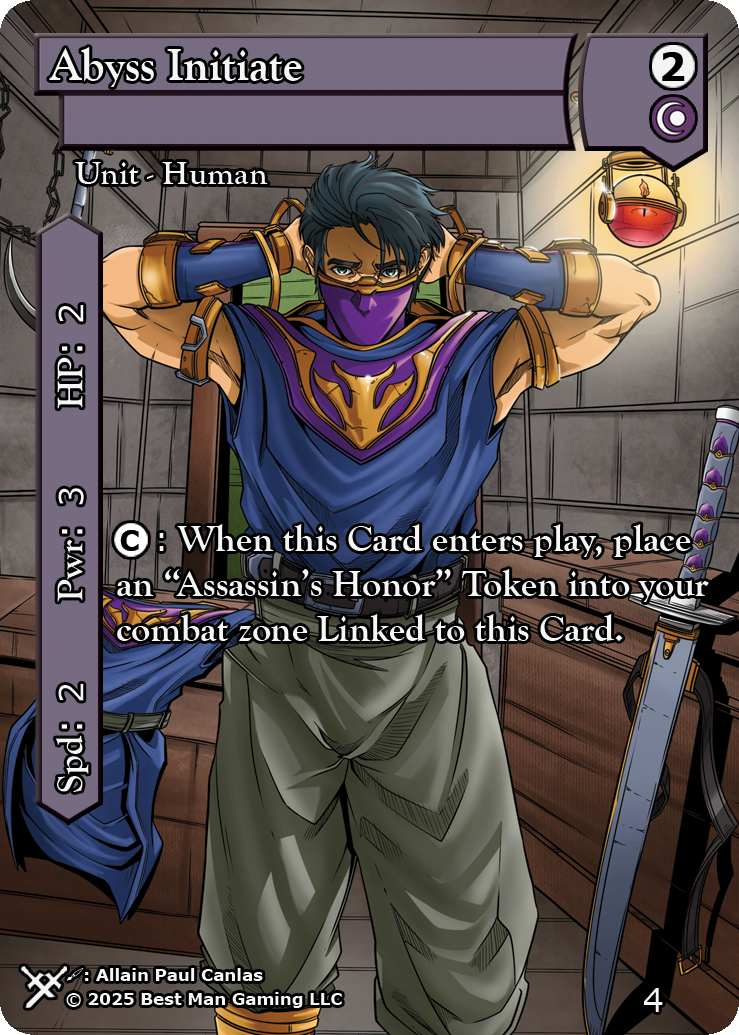 Abyss Initiate
2
Unit - Human
HP: 2
Pwr: 3
Spd: 2
C : When this Card enters play, place
an “Assassin’s Honor” Token into your
combat zone Linked to this Card.
: Allain Paul Canlas
© 2025 Best Man Gaming LLC
4